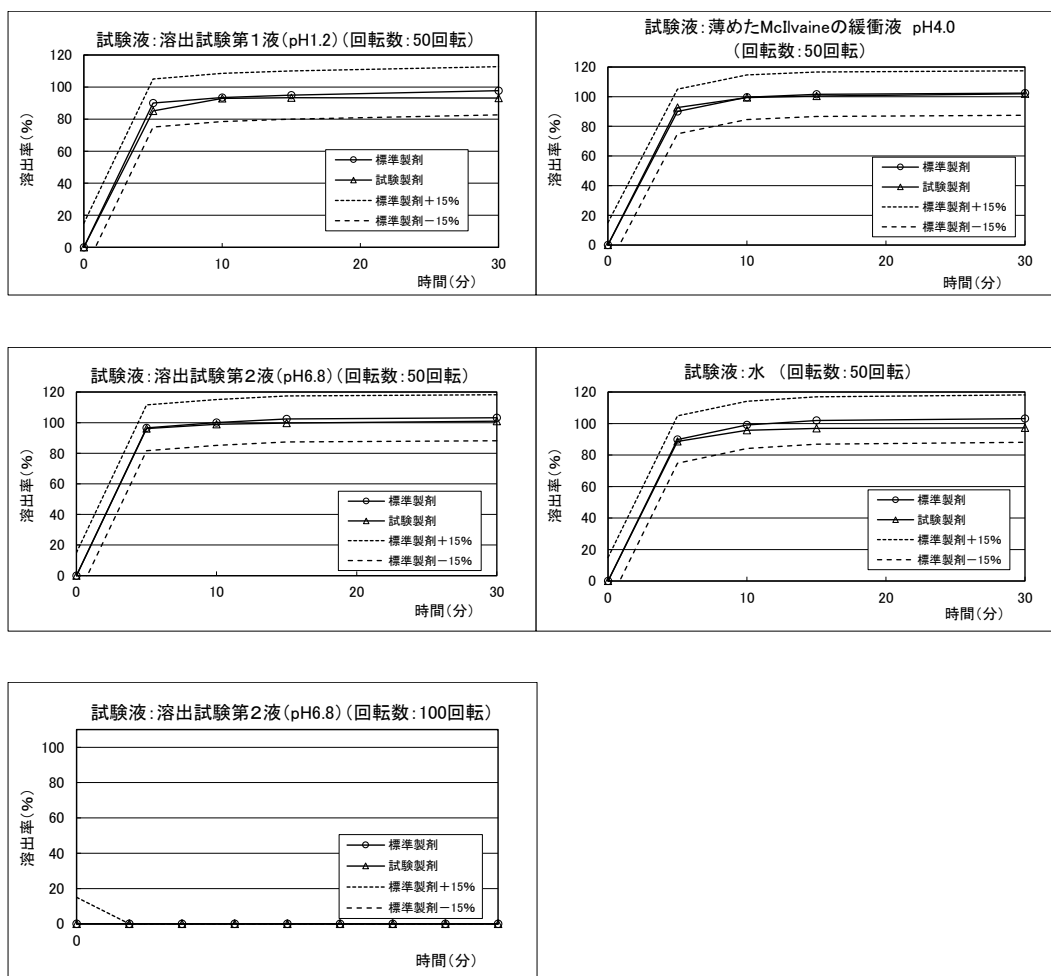 試験液：溶出試験第１液(pH1.2)(回転数：50回転)
120
100
80
60
40
20
0
溶出率(%)
標準製剤
試験製剤
標準製剤＋15%
標準製剤－15%
0
10
20
30
時間(分)
試験液：薄めたMcIlvaineの緩衝液 pH4.0
(回転数：50回転)
120
100
80
60
40
20
0
溶出率(%)
標準製剤
試験製剤
標準製剤＋15%
標準製剤－15%
0
10
20
30
時間(分)
試験液：溶出試験第２液(pH6.8)(回転数：50回転)
120
100
80
60
40
20
0
溶出率(%)
標準製剤
試験製剤
標準製剤＋15%
標準製剤－15%
0
10
20
30
時間(分)
試験液：水 (回転数：50回転)
120
100
80
60
40
20
0
溶出率(%)
標準製剤
試験製剤
標準製剤＋15%
標準製剤－15%
0
10
20
30
時間(分)
試験液：溶出試験第２液(pH6.8)(回転数：100回転)
100
80
60
40
20
0
溶出率(%)
標準製剤
試験製剤
標準製剤＋15%
標準製剤－15%
0
時間(分)